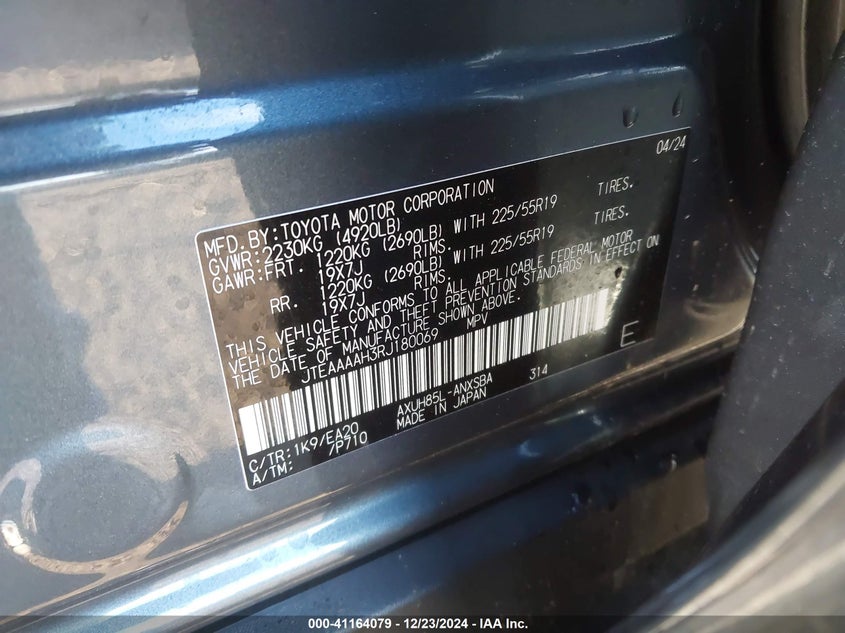 04/24
MFD. BY: TOYOTA MOTOR CORPORATION
GVWR: 2230KG (4920LB)
GAWR: FRT. 1220KG (2690LB) WITH 225/55R19 TIRES.
19X7J RIMS.
RR. 1220KG (2690LB) WITH 225/55R19 TIRES.
19X7J RIMS.
THIS VEHICLE CONFORMS TO ALL APPLICABLE FEDERAL MOTOR
VEHICLE SAFETY AND THEFT PREVENTION STANDARDS IN EFFECT ON
THE DATE OF MANUFACTURE SHOWN ABOVE.
JTEAAAAH3RJ180069 MPV
E
C/TR: 1K9/EA20 AXUH85L-ANXSBA 314
A/TM: /P710 MADE IN JAPAN
000-41164079 - 12/23/2024 - IAA Inc.